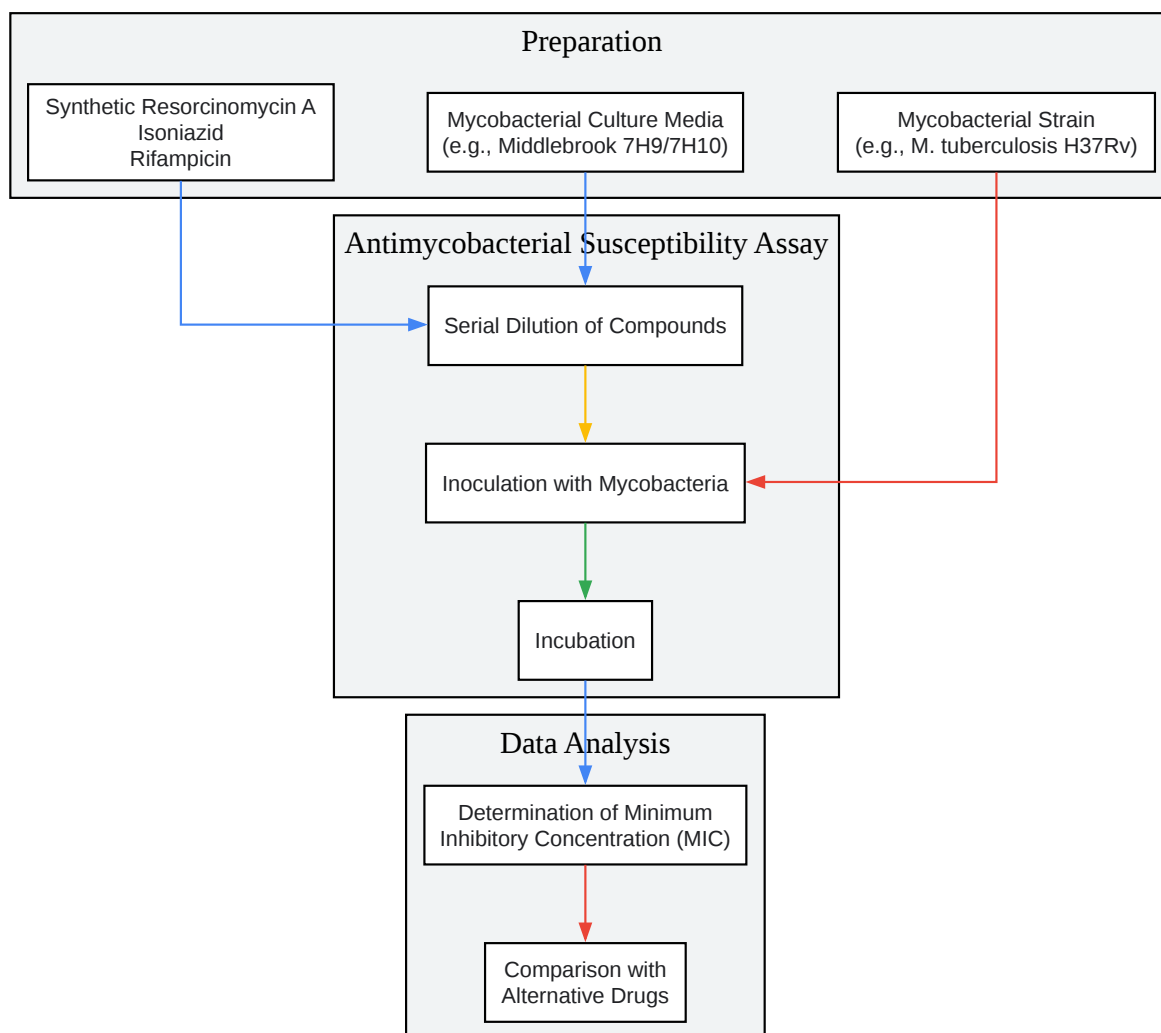 Preparation
Synthetic Resorcinomycin A
Isoniazid
Rifampicin
Mycobacterial Culture Media
(e.g., Middlebrook 7H9/7H10)
Mycobacterial Strain
(e.g., M. tuberculosis H37Rv)
Antimycobacterial Susceptibility Assay
Serial Dilution of Compounds
Inoculation with Mycobacteria
Incubation
Data Analysis
Determination of Minimum
Inhibitory Concentration (MIC)
Comparison with
Alternative Drugs